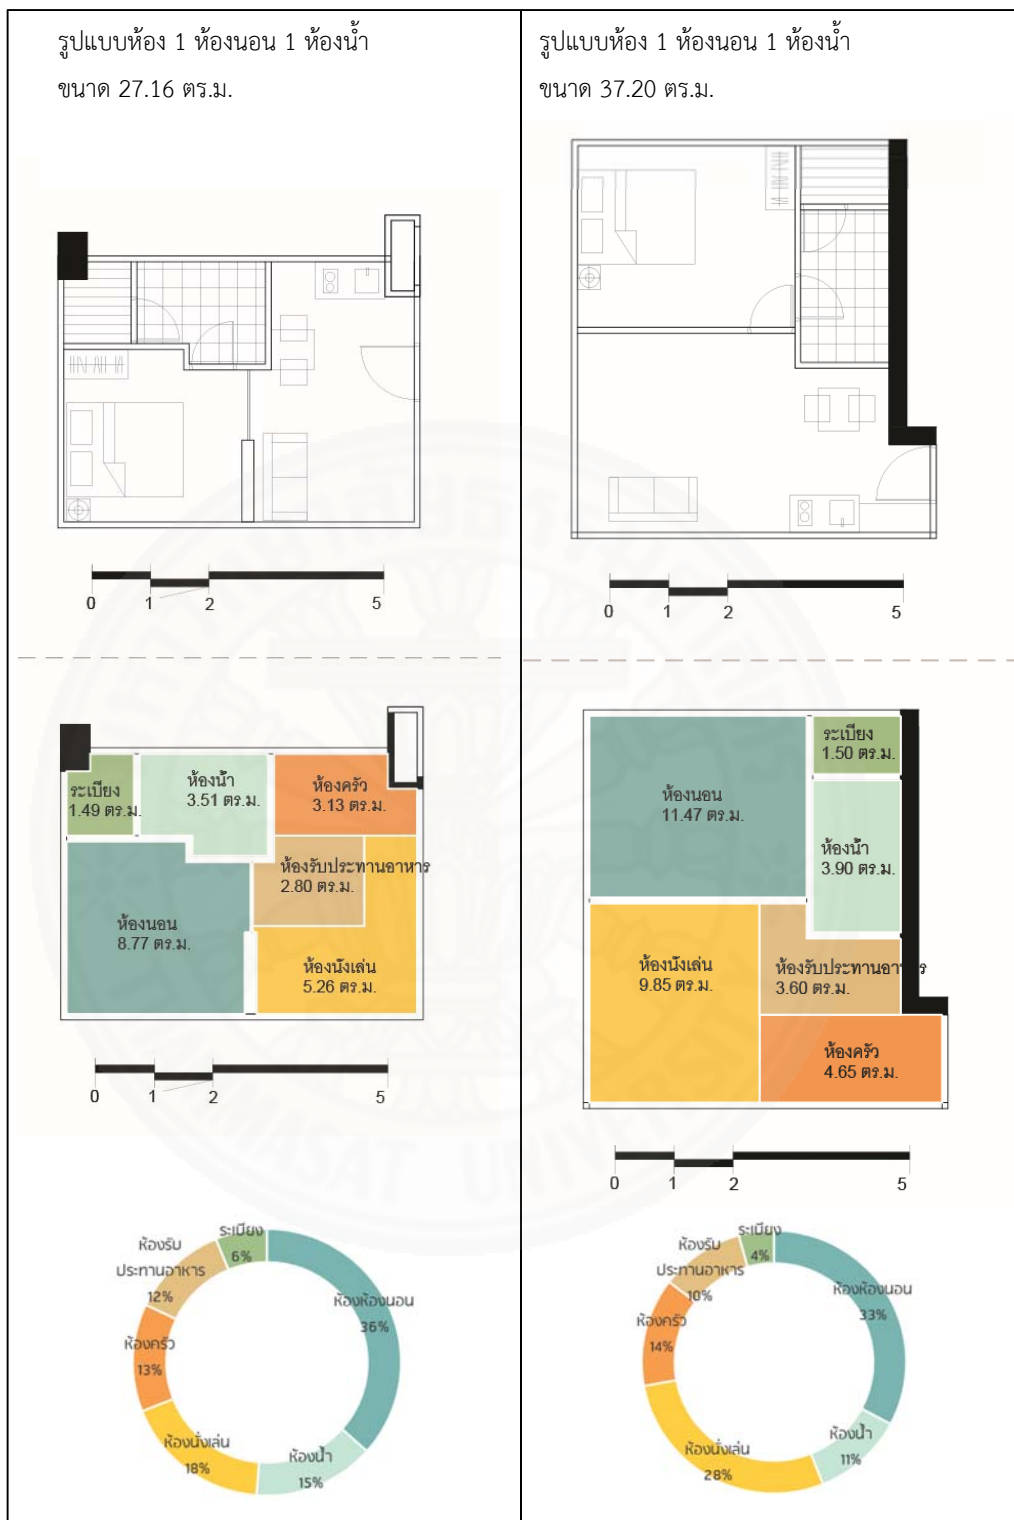 รูปแบบห้อง 1 ห้องนอน 1 ห้องน้ำ
ขนาด 27.16 ตร.ม.
0 1 2 5
ระเบียง
1.49 ตร.ม.
ห้องน้ำ
3.51 ตร.ม.
ห้องครัว
3.13 ตร.ม.
ห้องรับประทานอาหาร
2.80 ตร.ม.
ห้องนอน
8.77 ตร.ม.
ห้องนั่งเล่น
5.26 ตร.ม.
0 1 2 5
ระเบียง
6%
ห้องรับ
ประทานอาหาร
12%
ห้องห้องนอน
36%
ห้องครัว
13%
ห้องนั่งเล่น
18%
ห้องน้ำ
15%
รูปแบบห้อง 1 ห้องนอน 1 ห้องน้ำ
ขนาด 37.20 ตร.ม.
0 1 2 5
ระเบียง
1.50 ตร.ม.
ห้องนอน
11.47 ตร.ม.
ห้องน้ำ
3.90 ตร.ม.
ห้องนั่งเล่น
9.85 ตร.ม.
ห้องรับประทานอาหาร
3.60 ตร.ม.
ห้องครัว
4.65 ตร.ม.
0 1 2 5
ระเบียง
4%
ห้องรับ
ประทานอาหาร
10%
ห้องห้องนอน
33%
ห้องครัว
14%
ห้องนั่งเล่น
28%
ห้องน้ำ
11%